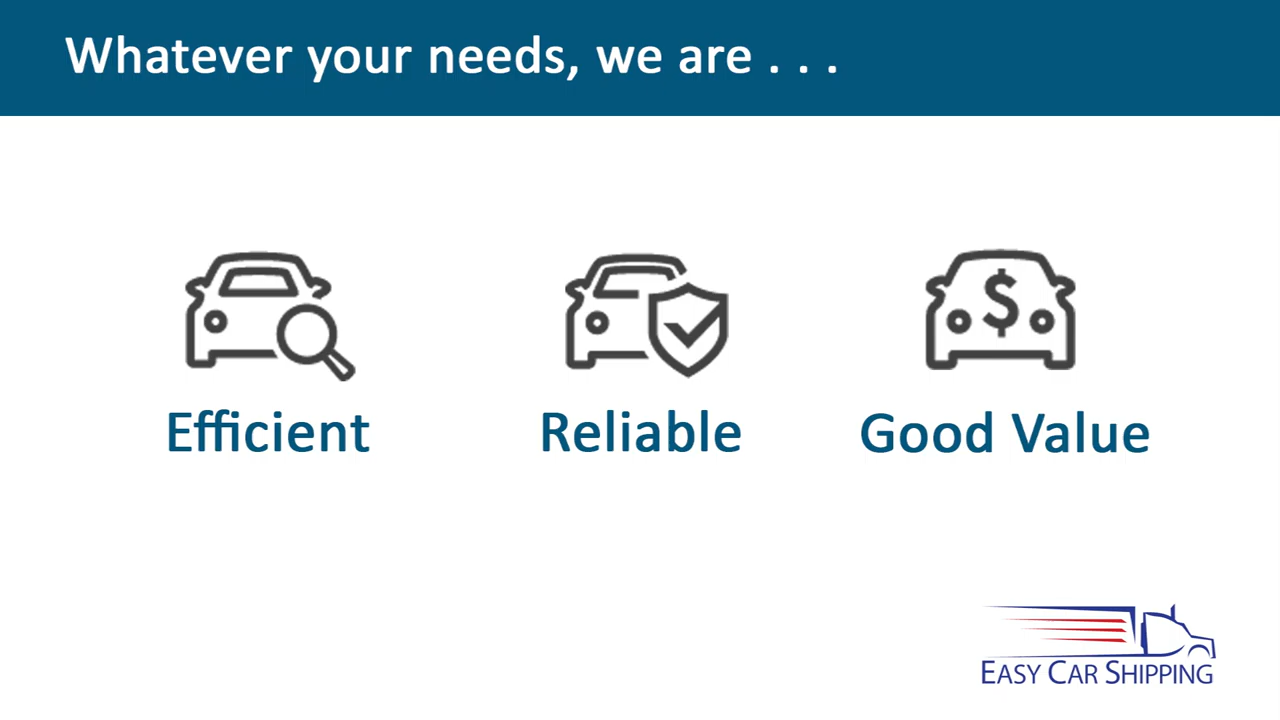 Whatever your needs, we are . . .
Efficient
Reliable
Good Value
$
EASY CAR SHIPPING